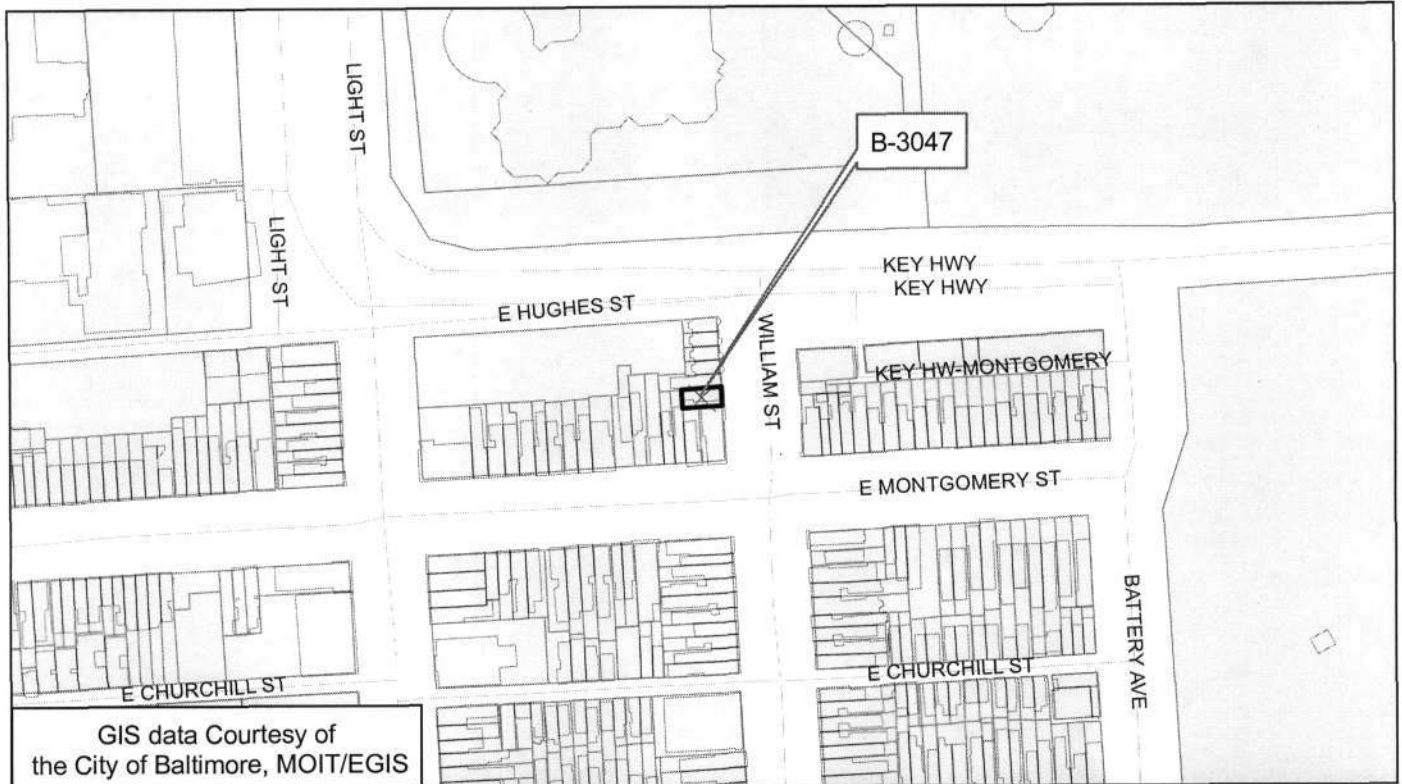 LIGHT ST
B-3047
LIGHT ST
KEY HWY
KEY HWY
E HUGHES ST
WILLIAM ST
KEY HW-MONTGOMERY
E MONTGOMERY ST
BATTERY AVE
E CHURCHILL ST
E CHURCHILL ST
GIS data Courtesy of
the City of Baltimore, MOIT/EGIS